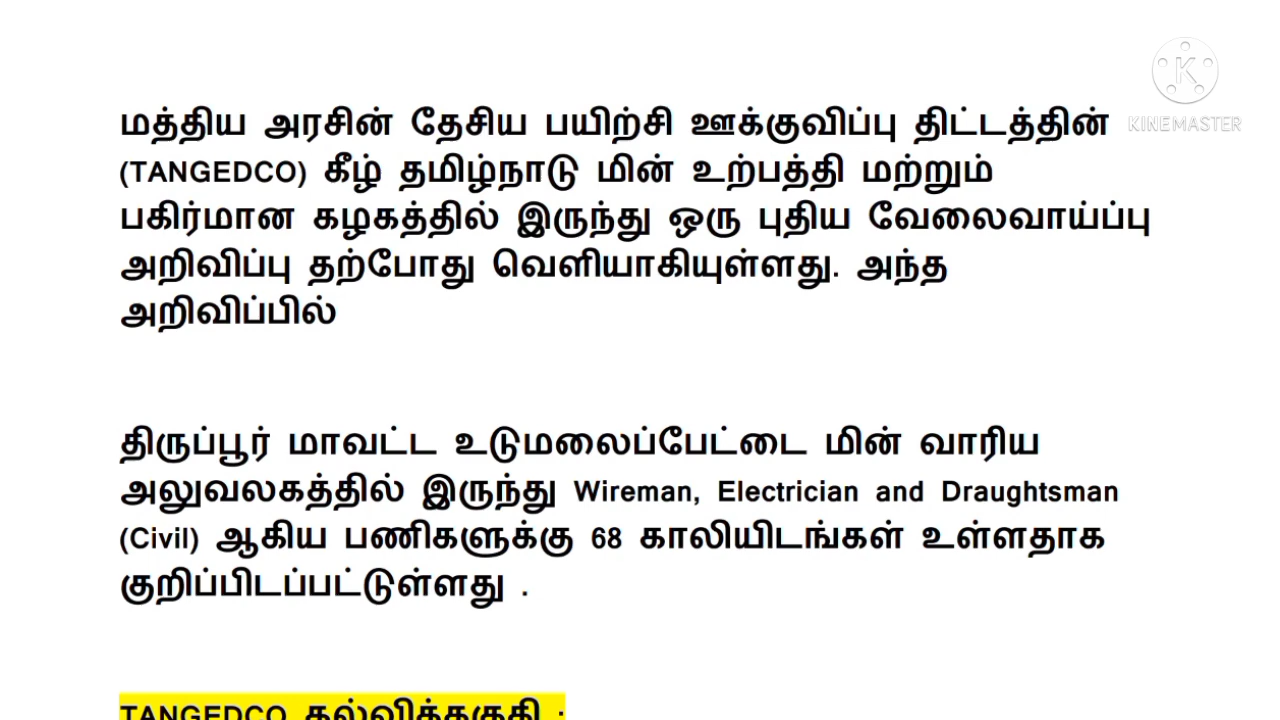 மத்திய அரசின் தேசிய பயிற்சி ஊக்குவிப்பு திட்டத்தின்
(TANGEDCO) கீழ் தமிழ்நாடு மின் உற்பத்தி மற்றும்
பகிர்மான கழகத்தில் இருந்து ஒரு புதிய வேலைவாய்ப்பு
அறிவிப்பு தற்போது வெளியாகியுள்ளது. அந்த
அறிவிப்பில்
திருப்பூர் மாவட்ட உடுமலைப்பேட்டை மின் வாரிய
அலுவலகத்தில் இருந்து Wireman, Electrician and Draughtsman
(Civil) ஆகிய பணிகளுக்கு 68 காலியிடங்கள் உள்ளதாக
குறிப்பிடப்பட்டுள்ளது .
TANGEDCO கல்வித்தகுதி :
K
KINEMASTER